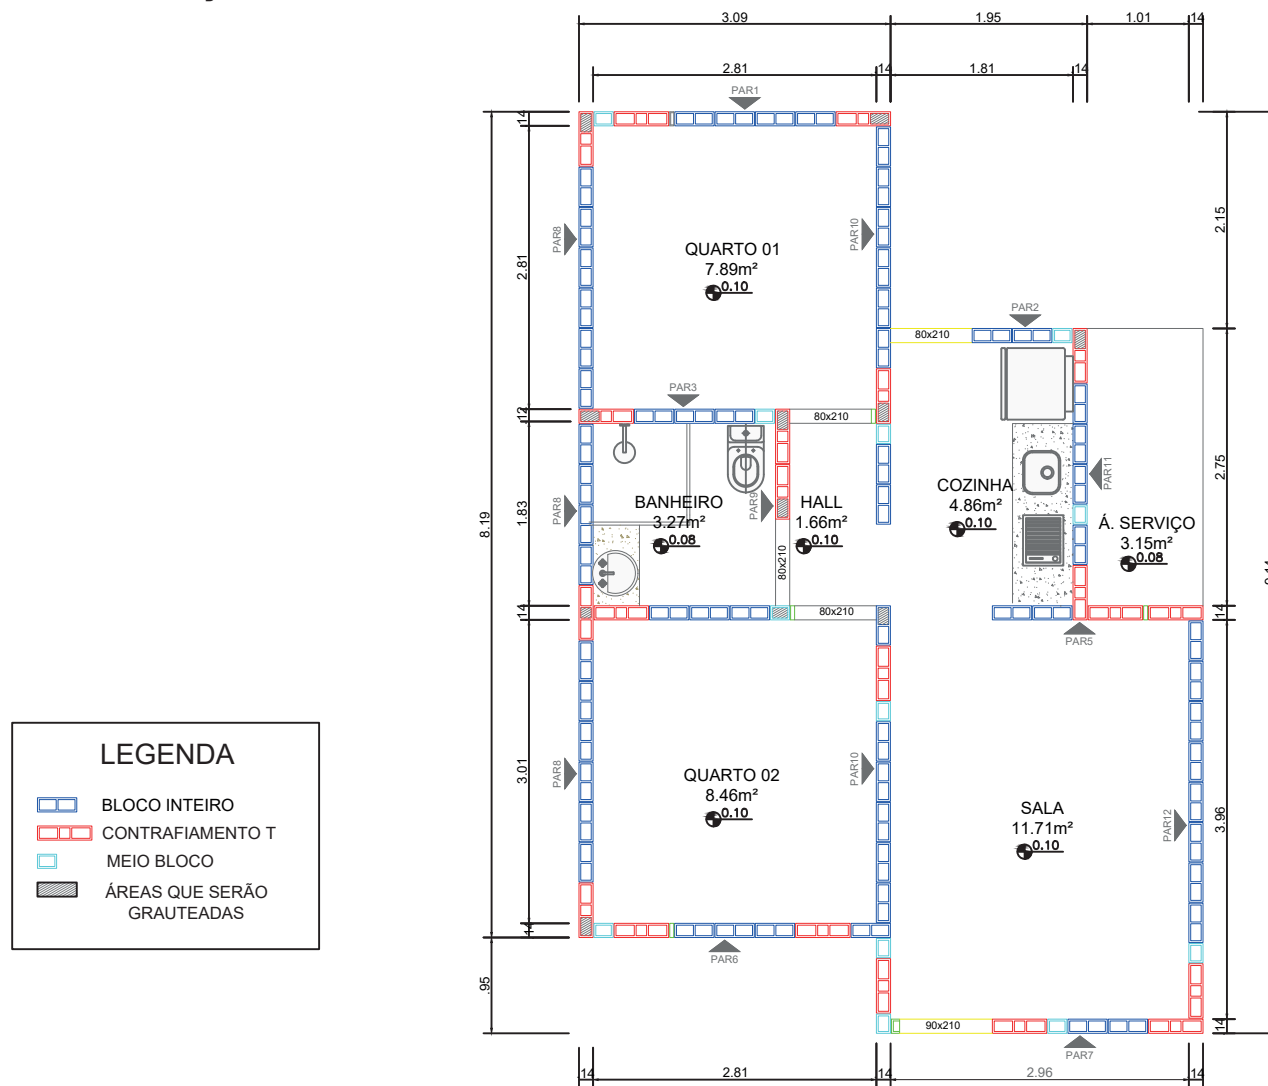 3.09
1.95
1.01
14
2.81
14
1.81
14
PAR1
14
QUARTO 01
7.89m²
0.10
PAR8
PAR10
2.81
2.15
PAR2
80x210
PAR3
80x210
12
8.19
1.83
PAR8
BANHEIRO
3.27m²
0.08
PAR9
HALL
1.66m²
0.10
80x210
COZINHA
4.86m²
0.10
PAR11
Á. SERVIÇO
3.15m²
0.08
2.75
80x210
14
14
PAR5
LEGENDA
BLOCO INTEIRO
CONTRAFIAMENTO T
MEIO BLOCO
ÁREAS QUE SERÃO
GRAUTEADAS
3.01
PAR8
QUARTO 02
8.46m²
0.10
PAR10
SALA
11.71m²
0.10
PAR12
3.96
14
PAR6
.95
90x210
PAR7
14
14
2.81
14
2.96
14